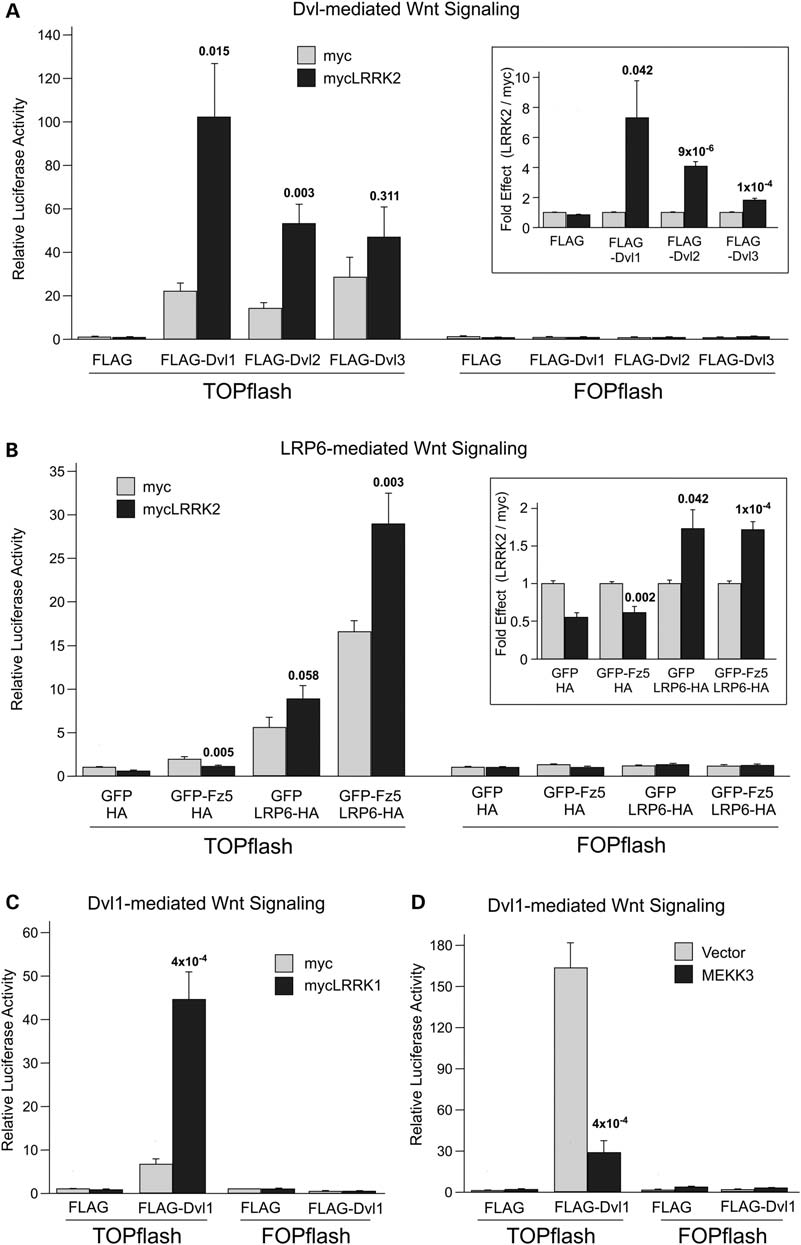 A
Dvl-mediated Wnt Signaling
Relative Luciferase Activity
140
120
100
80
60
40
20
0
myc
mycLRRK2
0.015
0.003
0.311
FLAG FLAG-Dvl1 FLAG-Dvl2 FLAG-Dvl3
TOPflash
FLAG FLAG-Dvl1 FLAG-Dvl2 FLAG-Dvl3
FOPflash
Fold Effect (LRRK2 / myc)
10
8
6
4
2
0
0.042
9x10-6
1x10-4
FLAG FLAG FLAG FLAG
-Dvl1 -Dvl2 -Dvl3
B
LRP6-mediated Wnt Signaling
Relative Luciferase Activity
35
30
25
20
15
10
5
0
myc
mycLRRK2
0.005
0.058
0.003
GFP GFP-Fz5 GFP GFP-Fz5
HA HA LRP6-HA LRP6-HA
TOPflash
GFP GFP-Fz5 GFP GFP-Fz5
HA HA LRP6-HA LRP6-HA
FOPflash
Fold Effect (LRRK2 / myc)
2
1.5
1
0.5
0
0.002
0.042
1x10-4
GFP GFP-Fz5 GFP GFP-Fz5
HA HA LRP6-HA LRP6-HA
C
Dvl1-mediated Wnt Signaling
Relative Luciferase Activity
60
50
40
30
20
10
0
4x10-4
myc
mycLRRK1
FLAG FLAG-Dvl1 FLAG FLAG-Dvl1
TOPflash FOPflash
D
Dvl1-mediated Wnt Signaling
Relative Luciferase Activity
180
150
120
90
60
30
0
Vector
MEKK3
4x10-4
FLAG FLAG-Dvl1 FLAG FLAG-Dvl1
TOPflash FOPflash